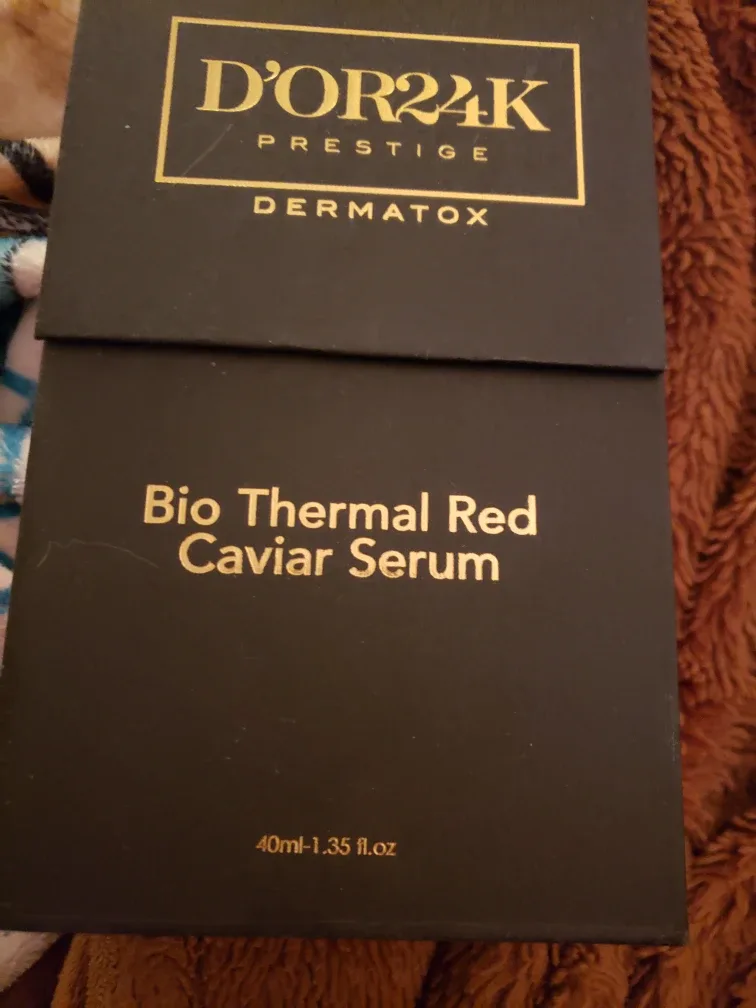 D'OR24K
PRESTIGE
DERMATOX
Bio Thermal Red
Caviar Serum
40ml-1.35 fl.oz